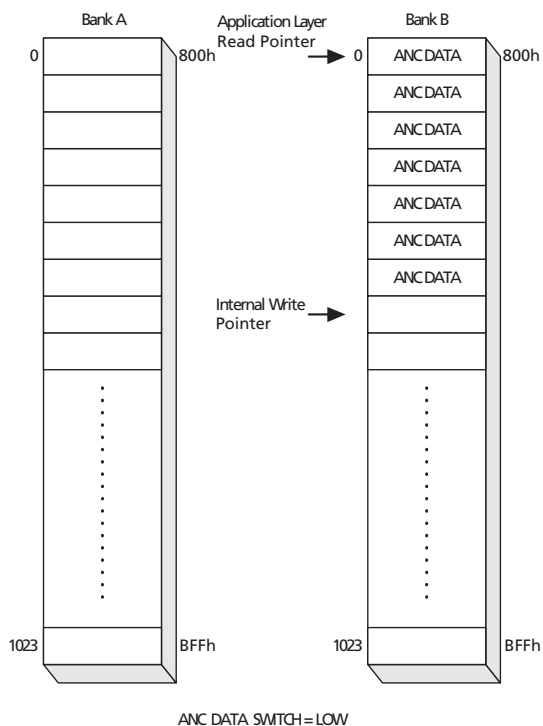 Bank A
Application Layer
Read Pointer
Bank B
0
800h
0
ANC DATA
800h
ANC DATA
ANC DATA
ANC DATA
ANC DATA
ANC DATA
ANC DATA
Internal Write
Pointer
1023
BFFh
1023
BFFh
ANC DATA SWITCH = LOW